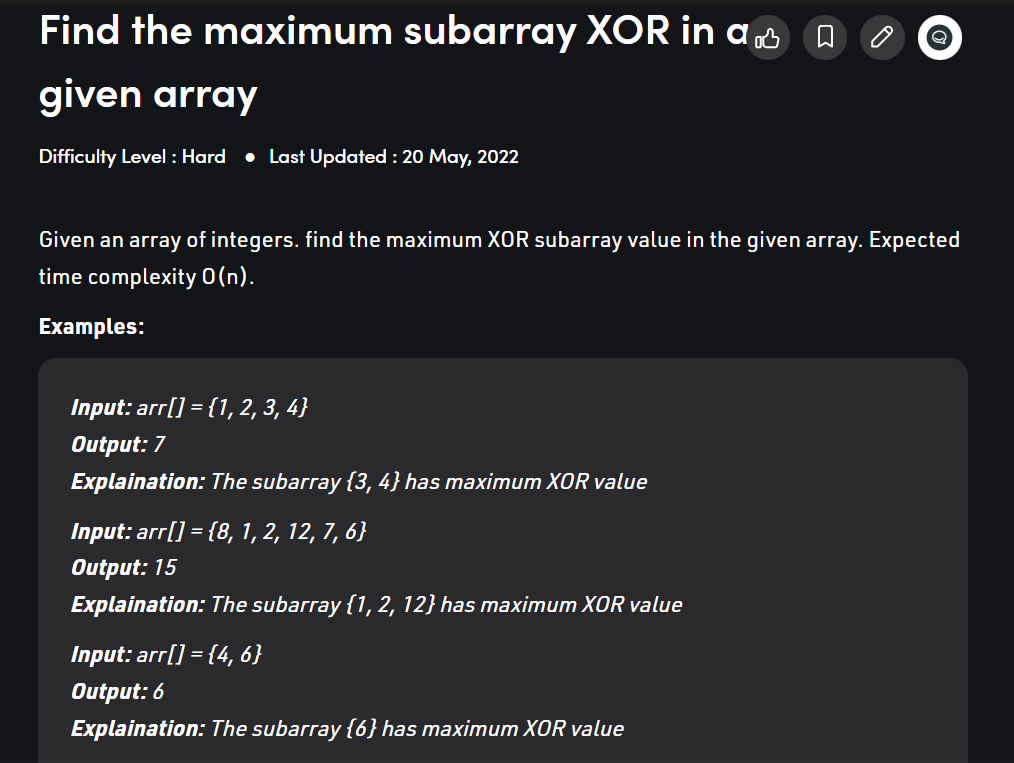 Find the maximum subarray XOR in a
given array
Difficulty Level : Hard ● Last Updated : 20 May, 2022
Given an array of integers. find the maximum XOR subarray value in the given array. Expected
time complexity O(n).
Examples:
Input: arr[] = {1, 2, 3, 4}
Output: 7
Explaination: The subarray {3, 4} has maximum XOR value
Input: arr[] = {8, 1, 2, 12, 7, 6}
Output: 15
Explaination: The subarray {1, 2, 12} has maximum XOR value
Input: arr[] = {4, 6}
Output: 6
Explaination: The subarray {6} has maximum XOR value